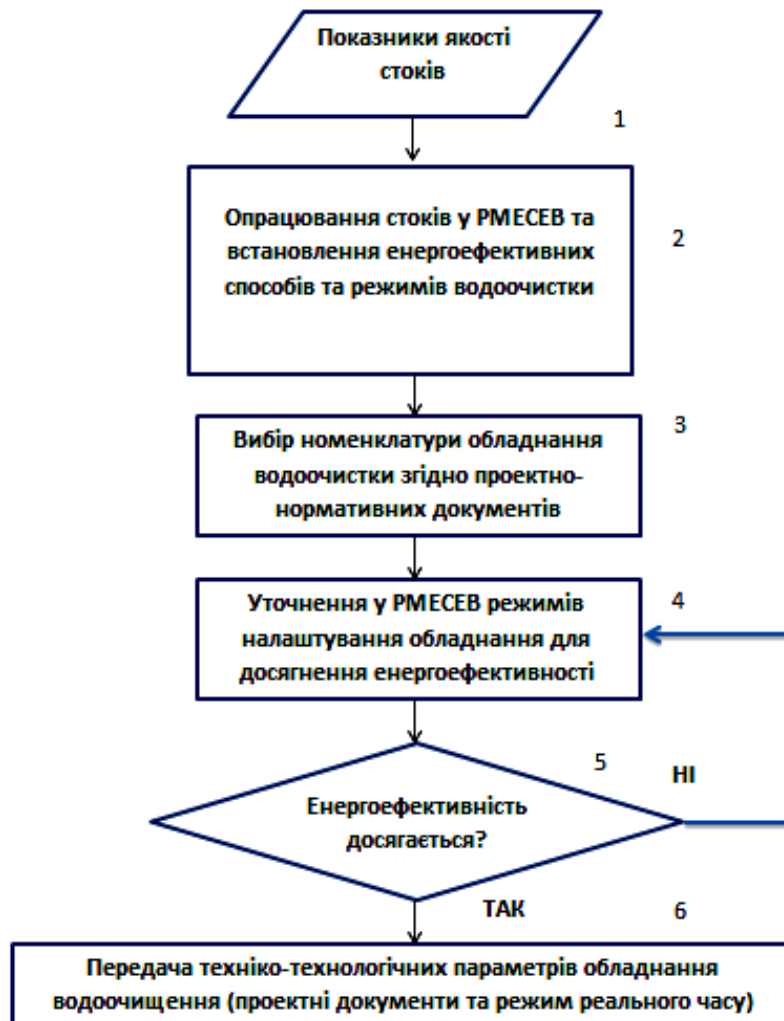 Показники якості
стоків
1
Опрацювання стоків у РМЕСЕВ та
встановлення енергоефективних
способів та режимів водоочистки
2
Вибір номенклатури обладнання
водоочистки згідно проектно-
нормативних документів
3
Уточнення у РМЕСЕВ режимів
налаштування обладнання для
досягнення енергоефективності
4
Енергоефективність
досягається?
5
НІ
ТАК
6
Передача техніко-технологічних параметрів обладнання
водоочищення (проектні документи та режим реального часу)